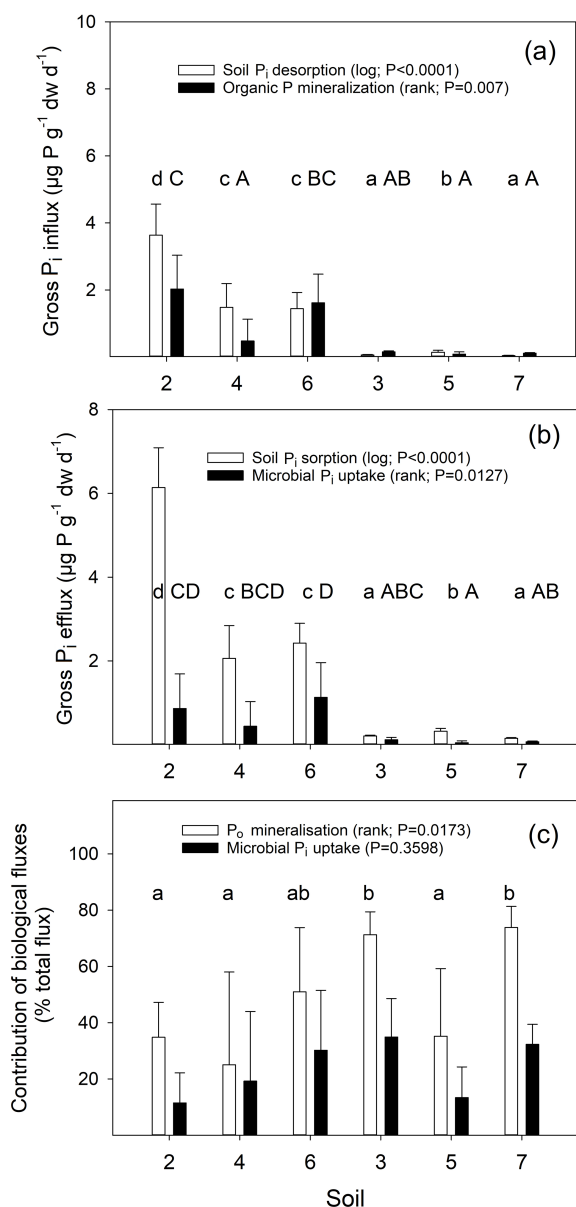 10
(a)
Soil Pi desorption (log; P<0.0001)
Organic P mineralization (rank; P=0.007)
8
6
d C c A c BC a AB b A a A
4
2
Gross Pi influx (µg P g-1 dw d-1)
2 4 6 3 5 7
8
(b)
Soil Pi sorption (log; P<0.0001)
Microbial Pi uptake (rank; P=0.0127)
6
4
d CD c BCD c D a ABC b A a AB
2
Gross Pi efflux (µg P g-1 dw d-1)
2 4 6 3 5 7
Po mineralisation (rank; P=0.0173)
(c)
Microbial Pi uptake (P=0.3598)
100
a a ab b a b
80
60
40
20
Contribution of biological fluxes
(% total flux)
2 4 6 3 5 7
Soil